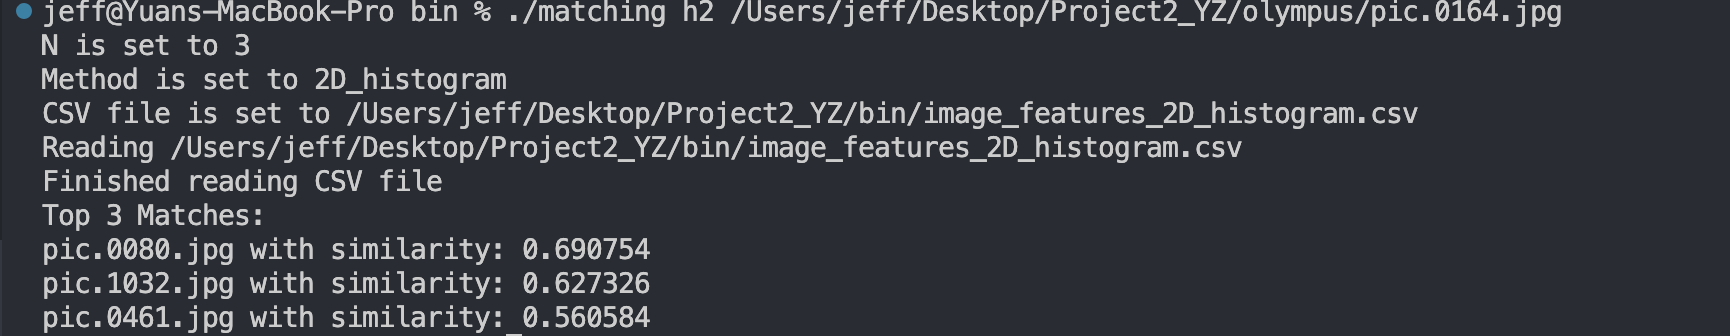 jeff@Yuans-MacBook-Pro bin % ./matching h2 /Users/jeff/Desktop/Project2_YZ/olympus/pic.0164.jpg
N is set to 3
Method is set to 2D_histogram
CSV file is set to /Users/jeff/Desktop/Project2_YZ/bin/image_features_2D_histogram.csv
Reading /Users/jeff/Desktop/Project2_YZ/bin/image_features_2D_histogram.csv
Finished reading CSV file
Top 3 Matches:
pic.0080.jpg with similarity: 0.690754
pic.1032.jpg with similarity: 0.627326
pic.0461.jpg with similarity: 0.560584